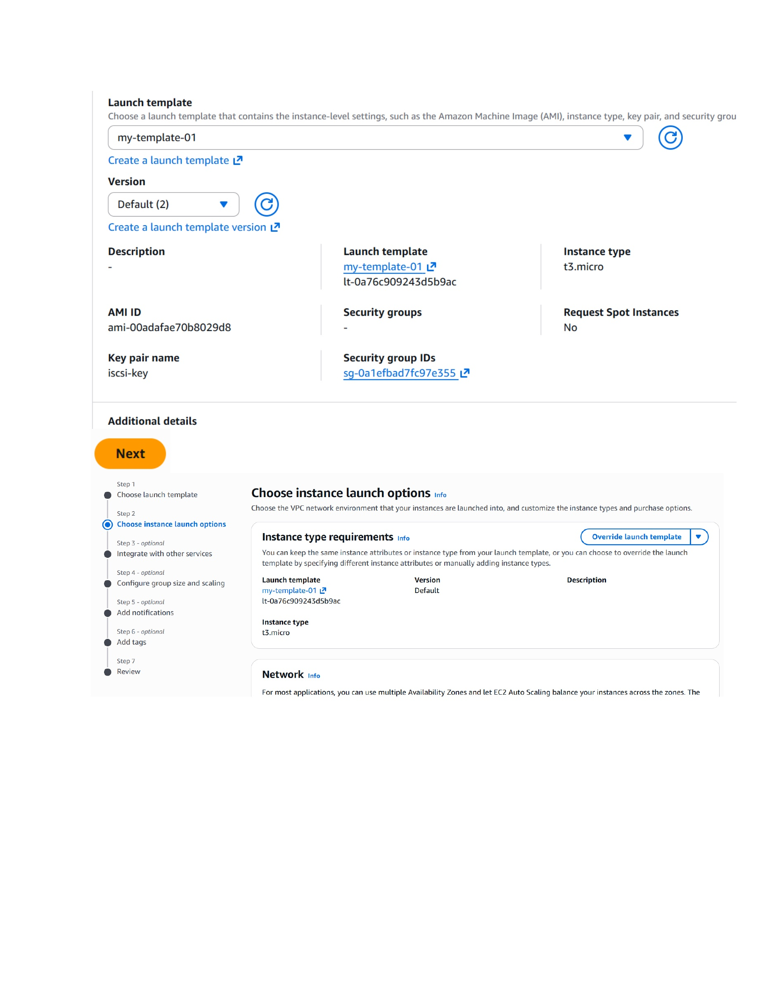 Launch template
Choose a launch template that contains the instance-level settings, such as the Amazon Machine Image (AMI), instance type, key pair, and security grou
my-template-01
Create a launch template
Version
Default (2)
Create a launch template version
Description
-
Launch template
my-template-01
lt-0a76c909243d5b9ac
Instance type
t3.micro
AMI ID
ami-00adafae70b8029d8
Security groups
-
Request Spot Instances
No
Key pair name
iscsi-key
Security group IDs
sg-0a1efbad7fc97e355
Additional details
Next
Step 1
Choose launch template
Step 2
Choose instance launch options
Step 3 - optional
Integrate with other services
Step 4 - optional
Configure group size and scaling
Step 5 - optional
Add notifications
Step 6 - optional
Add tags
Step 7
Review
Choose instance launch options Info
Choose the VPC network environment that your instances are launched into, and customize the instance types and purchase options.
Instance type requirements Info
Override launch template
You can keep the same instance attributes or instance type from your launch template, or you can choose to override the launch
template by specifying different instance attributes or manually adding instance types.
Launch template
my-template-01
lt-0a76c909243d5b9ac
Version
Default
Description
Instance type
t3.micro
Network Info
For most applications, you can use multiple Availability Zones and let EC2 Auto Scaling balance your instances across the zones. The